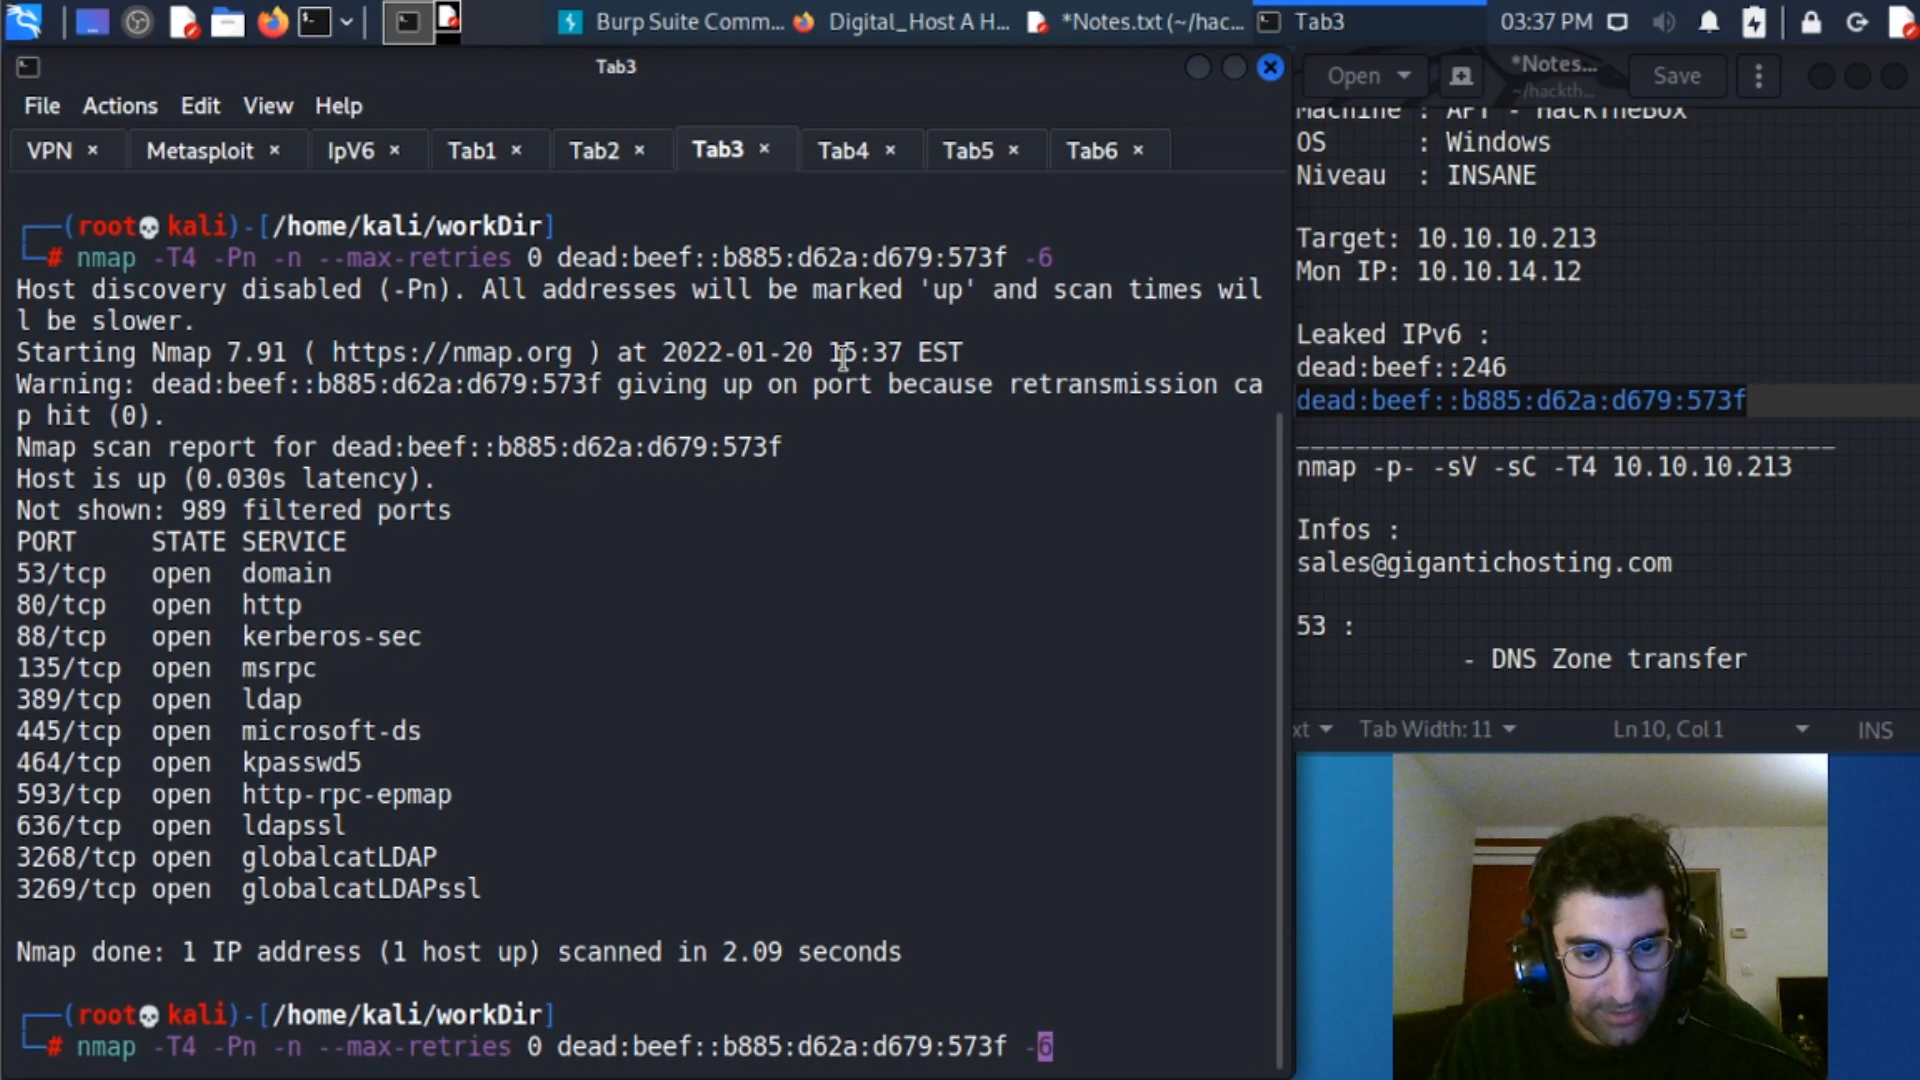 Burp Suite Comm... Digital_Host A H... *Notes.txt (~/hac... Tab3 03:37 PM
Tab3
File Actions Edit View Help
VPN × Metasploit × IpV6 × Tab1 × Tab2 × Tab3 × Tab4 × Tab5 × Tab6 ×
┌──(root💀kali)-[/home/kali/workDir]
└─# nmap -T4 -Pn -n --max-retries 0 dead:beef::b885:d62a:d679:573f -6
Host discovery disabled (-Pn). All addresses will be marked 'up' and scan times wil
l be slower.
Starting Nmap 7.91 ( https://nmap.org ) at 2022-01-20 15:37 EST
Warning: dead:beef::b885:d62a:d679:573f giving up on port because retransmission ca
p hit (0).
Nmap scan report for dead:beef::b885:d62a:d679:573f
Host is up (0.030s latency).
Not shown: 989 filtered ports
PORT     STATE SERVICE
53/tcp   open  domain
80/tcp   open  http
88/tcp   open  kerberos-sec
135/tcp  open  msrpc
389/tcp  open  ldap
445/tcp  open  microsoft-ds
464/tcp  open  kpasswd5
593/tcp  open  http-rpc-epmap
636/tcp  open  ldapssl
3268/tcp open  globalcatLDAP
3269/tcp open  globalcatLDAPssl
Nmap done: 1 IP address (1 host up) scanned in 2.09 seconds
┌──(root💀kali)-[/home/kali/workDir]
└─# nmap -T4 -Pn -n --max-retries 0 dead:beef::b885:d62a:d679:573f -6
Open *Notes... Save
~/hackth...
Machine : API - HackTheBox
OS      : Windows
Niveau  : INSANE
Target: 10.10.10.213
Mon IP: 10.10.14.12
Leaked IPv6 :
dead:beef::246
dead:beef::b885:d62a:d679:573f
____________________________________
nmap -p- -sV -sC -T4 10.10.10.213
Infos :
sales@gigantichosting.com
53 :
- DNS Zone transfer
xt Tab Width: 11 Ln 10, Col 1 INS